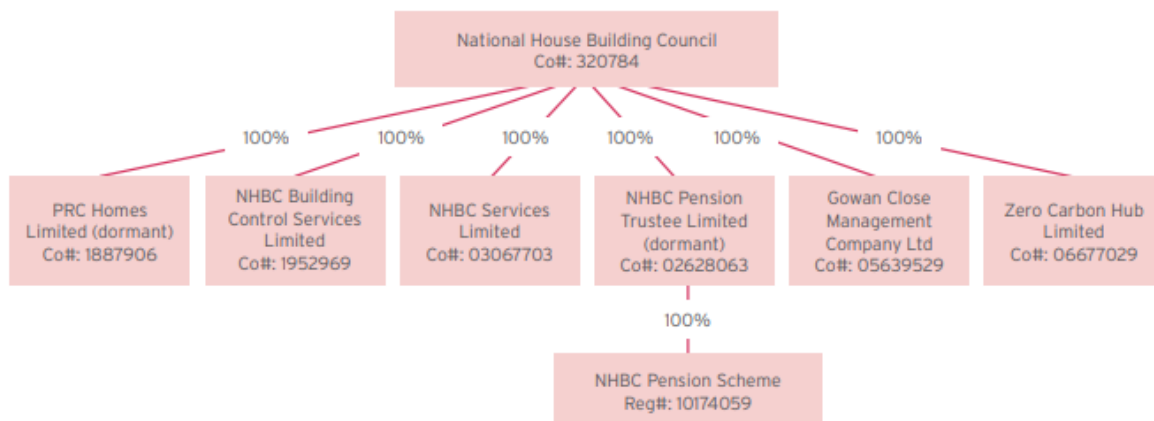 National House Building Council
Co#: 320784
100%
100%
100%
100%
100%
100%
PRC Homes
Limited (dormant)
Co#: 1887906
NHBC Building
Control Services
Limited
Co#: 1952969
NHBC Services
Limited
Co#: 03067703
NHBC Pension
Trustee Limited
(dormant)
Co#: 02628063
Gowan Close
Management
Company Ltd
Co#: 05639529
Zero Carbon Hub
Limited
Co#: 06677029
100%
NHBC Pension Scheme
Reg#: 10174059